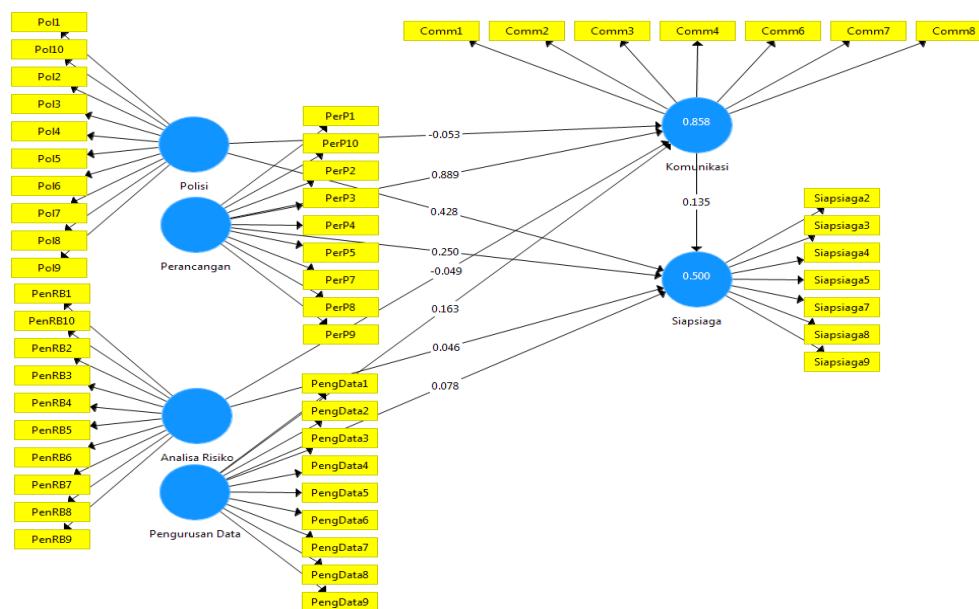 Pol1
Pol10
Pol2
Pol3
Pol4
Pol5
Pol6
Pol7
Pol8
Pol9
Polisi
Perancangan
PenRB1
PenRB10
PenRB2
PenRB3
PenRB4
PenRB5
PenRB6
PenRB7
PenRB8
PenRB9
Analisa Risiko
Pengurusan Data
PerP1
PerP10
PerP2
PerP3
PerP4
PerP5
PerP7
PerP8
PerP9
PengData1
PengData2
PengData3
PengData4
PengData5
PengData6
PengData7
PengData8
PengData9
-0.053
0.889
0.428
0.250
-0.049
0.163
0.046
0.078
Comm1 Comm2 Comm3 Comm4 Comm6 Comm7 Comm8
0.858
Komunikasi
0.135
0.500
Siapsiaga
Siapsiaga2
Siapsiaga3
Siapsiaga4
Siapsiaga5
Siapsiaga7
Siapsiaga8
Siapsiaga9